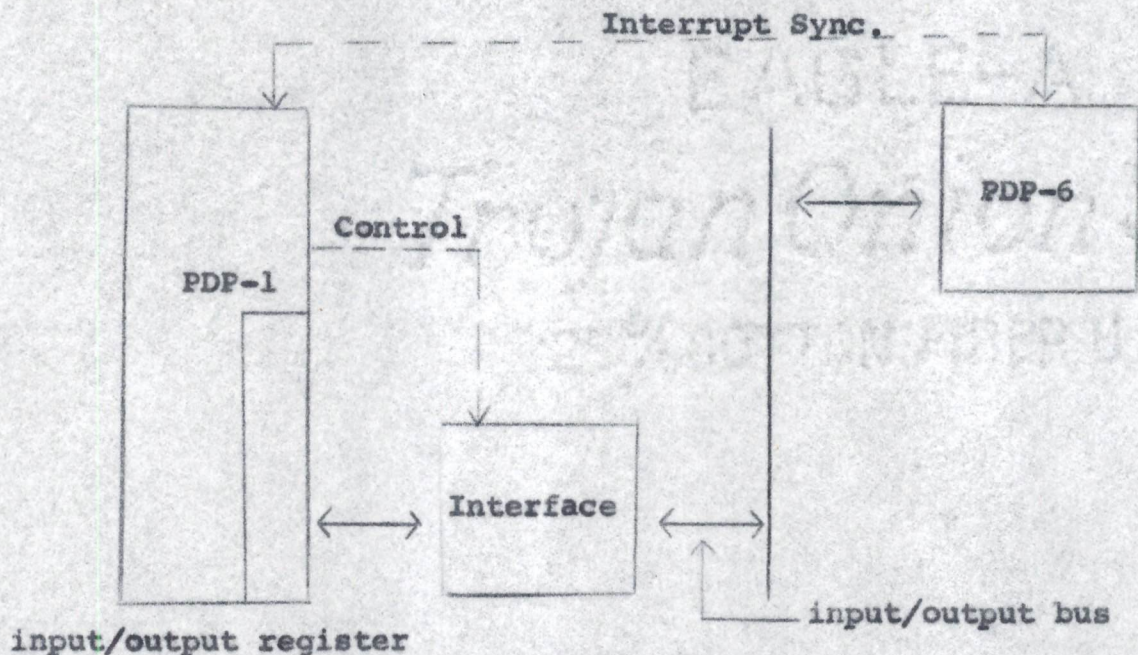 Interrupt Sync.
PDP-6
Control
PDP-1
Interface
input/output bus
input/output register